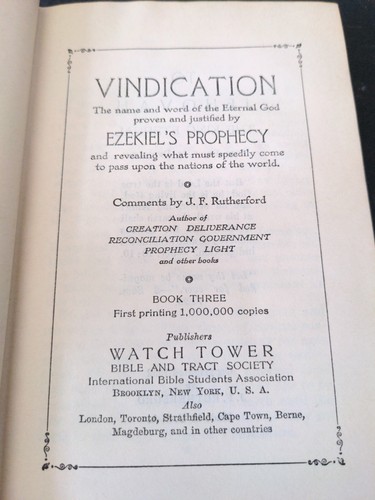 VINDICATION
The name and word of the Eternal God
proven and justified by
EZEKIEL'S PROPHECY
and revealing what must speedily come
to pass upon the nations of the world.
Comments by J. F. Rutherford
Author of
CREATION DELIVERANCE
RECONCILIATION GOVERNMENT
PROPHECY LIGHT
and other books
BOOK THREE
First printing 1,000,000 copies
Publishers
WATCH TOWER
BIBLE AND TRACT SOCIETY
International Bible Students Association
BROOKLYN, NEW YORK, U. S. A.
Also
London, Toronto, Strathfield, Cape Town, Berne,
Magdeburg, and in other countries